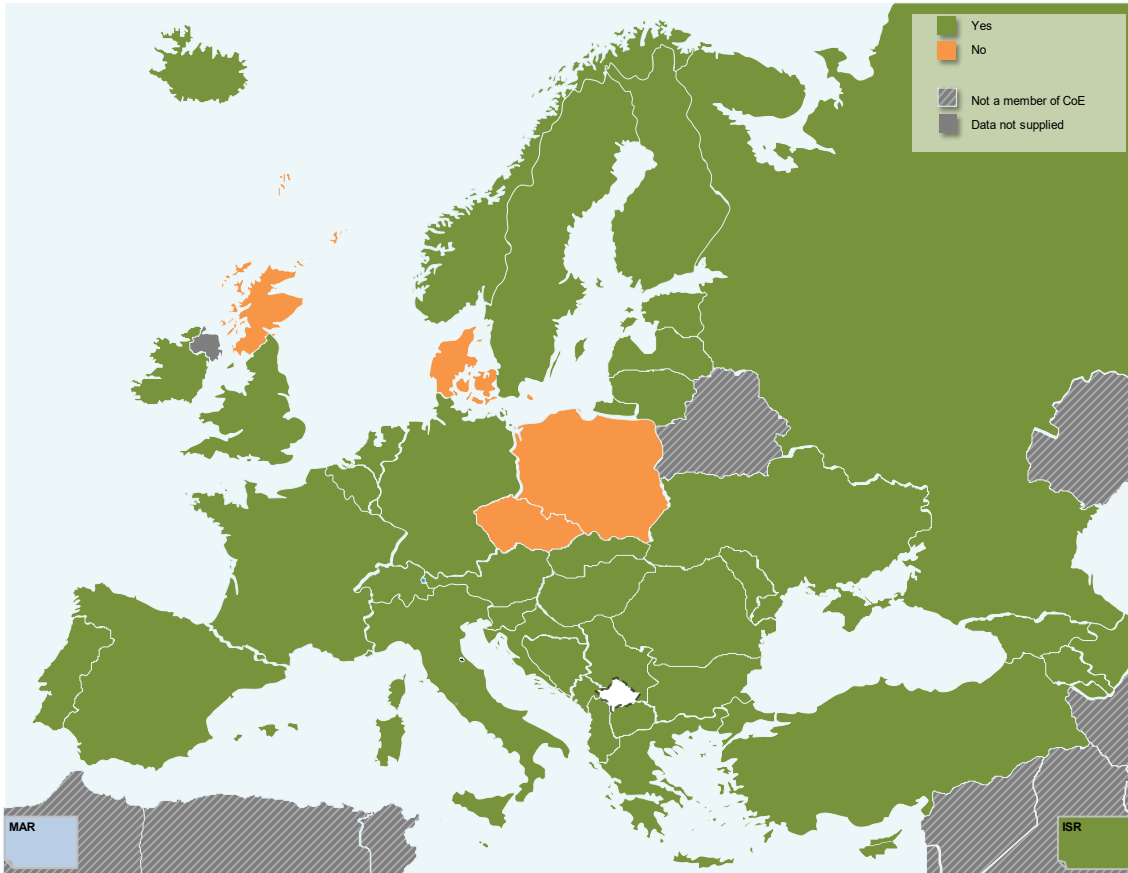 Yes
No
Not a member of CoE
Data not supplied
MAR
ISR